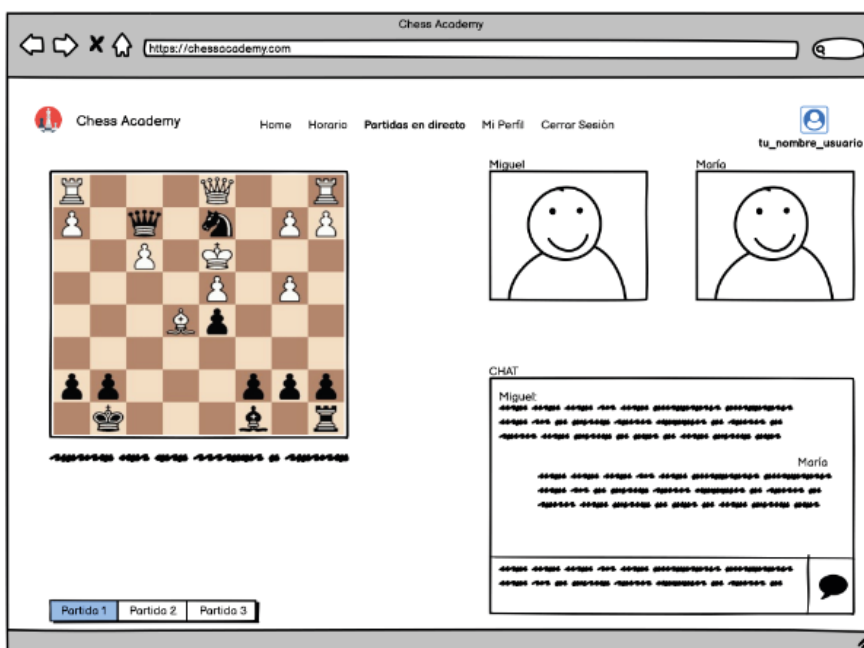 Chess Academy
https://chessacademy.com
Chess Academy
Home Horario Partidas en directo Mi Perfil Cerrar Sesión
tu_nombre_usuario
Miguel María
CHAT
Miguel:
María
Partida 1 Partida 2 Partida 3